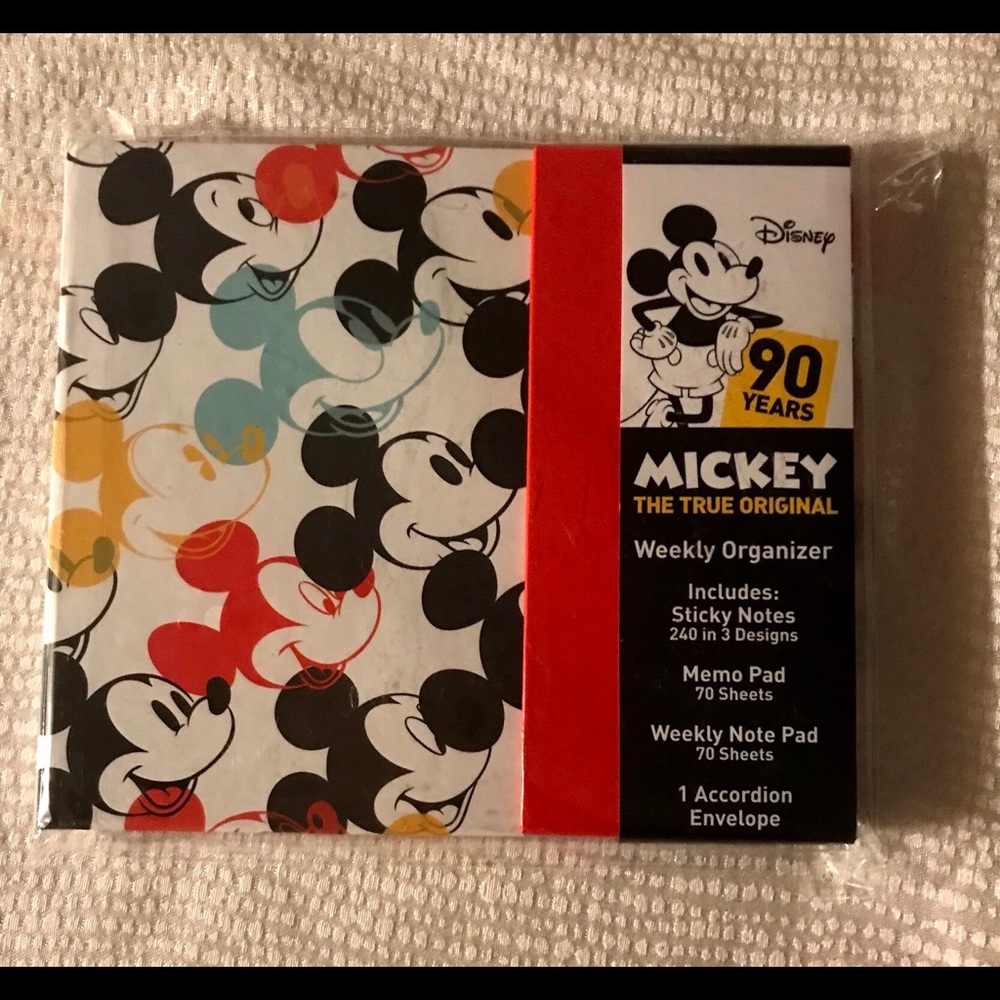 Disney
90
YEARS
MICKEY
THE TRUE ORIGINAL
Weekly Organizer
Includes:
Sticky Notes
240 in 3 Designs
Memo Pad
70 Sheets
Weekly Note Pad
70 Sheets
1 Accordion
Envelope